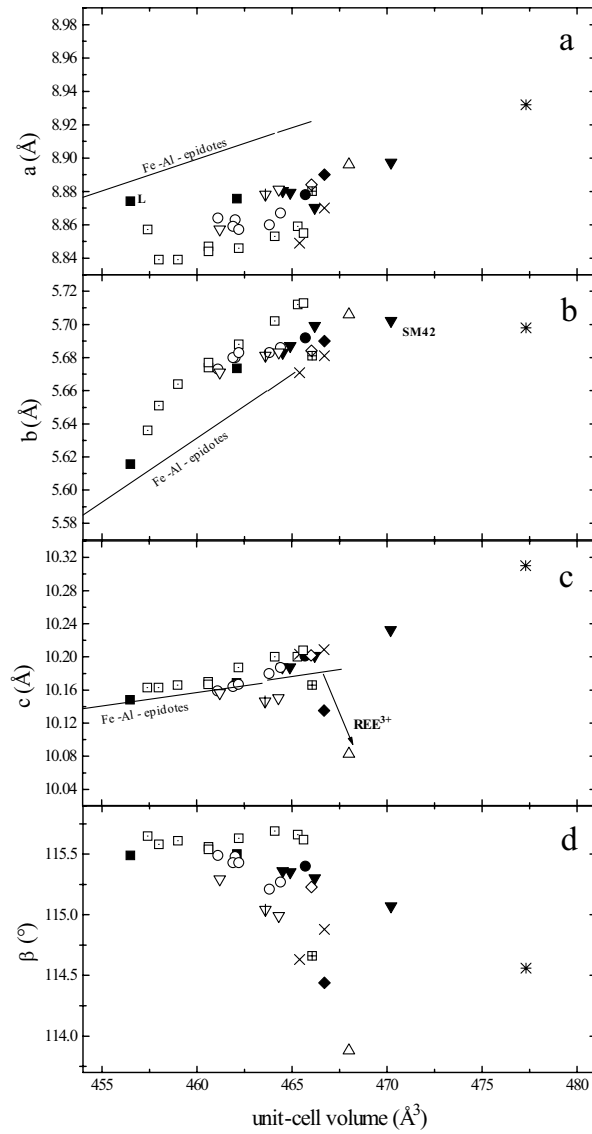 a
8.98
8.96
8.94
8.92
8.90
8.88
8.86
8.84
a (Å)
Fe -Al - epidotes
L
b
5.72
5.70
5.68
5.66
5.64
5.62
5.60
5.58
b (Å)
SM42
Fe -Al - epidotes
c
10.32
10.28
10.24
10.20
10.16
10.12
10.08
10.04
c (Å)
Fe -Al - epidotes
REE³⁺
d
115.5
115.0
114.5
114.0
β (°)
455 460 465 470 475 480
unit-cell volume (Å³)